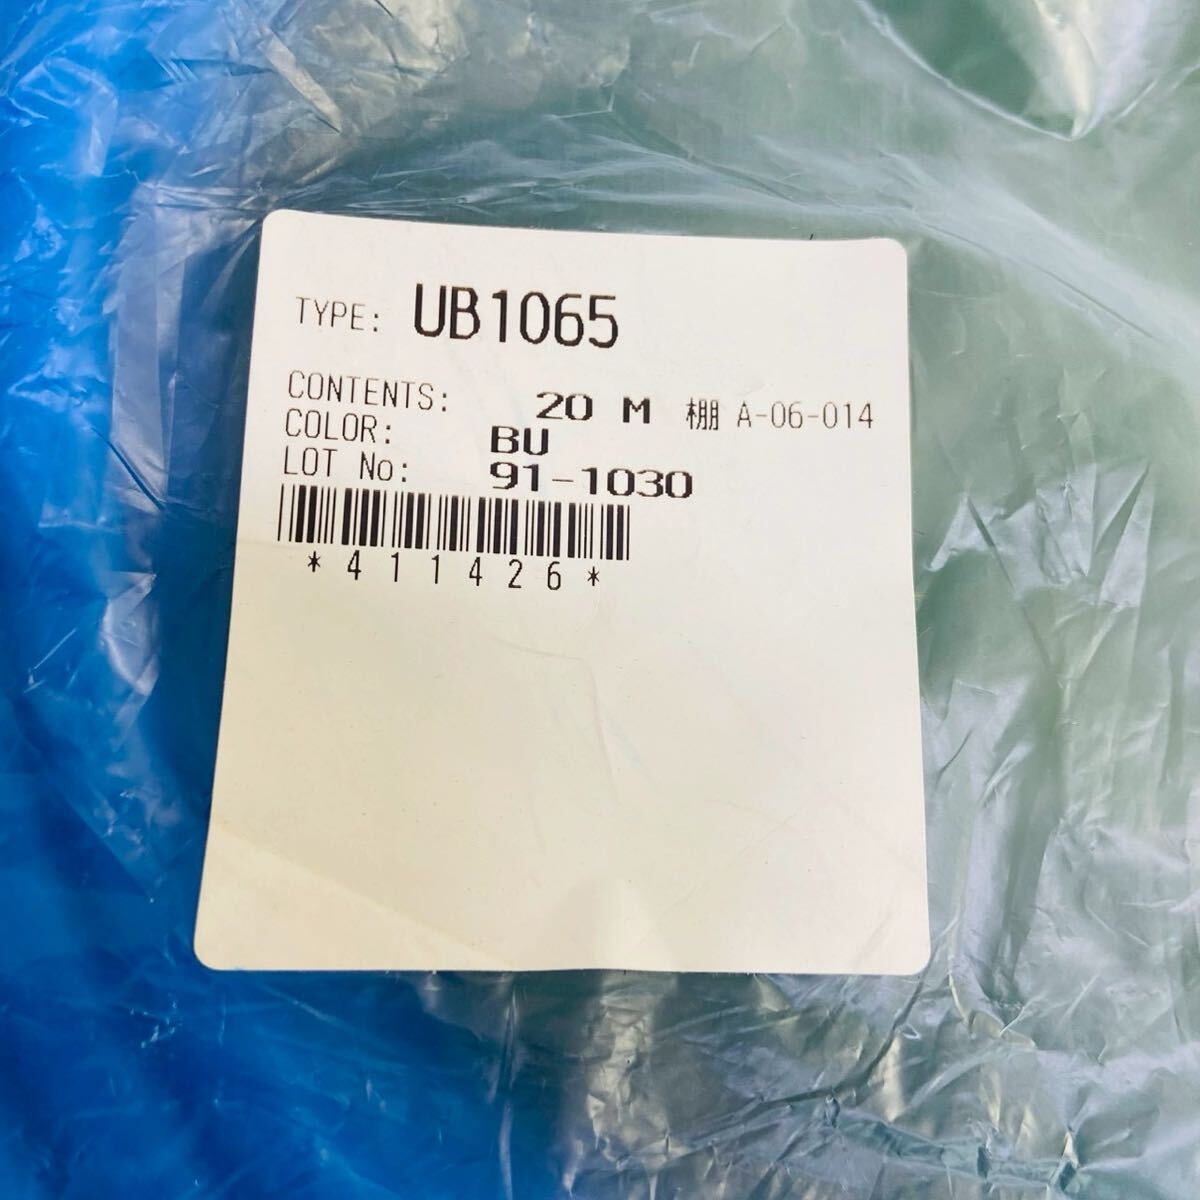 TYPE: UB1065
CONTENTS: 20 M 棚 A-06-014
COLOR: BU
LOT No: 91-1030
*411426*